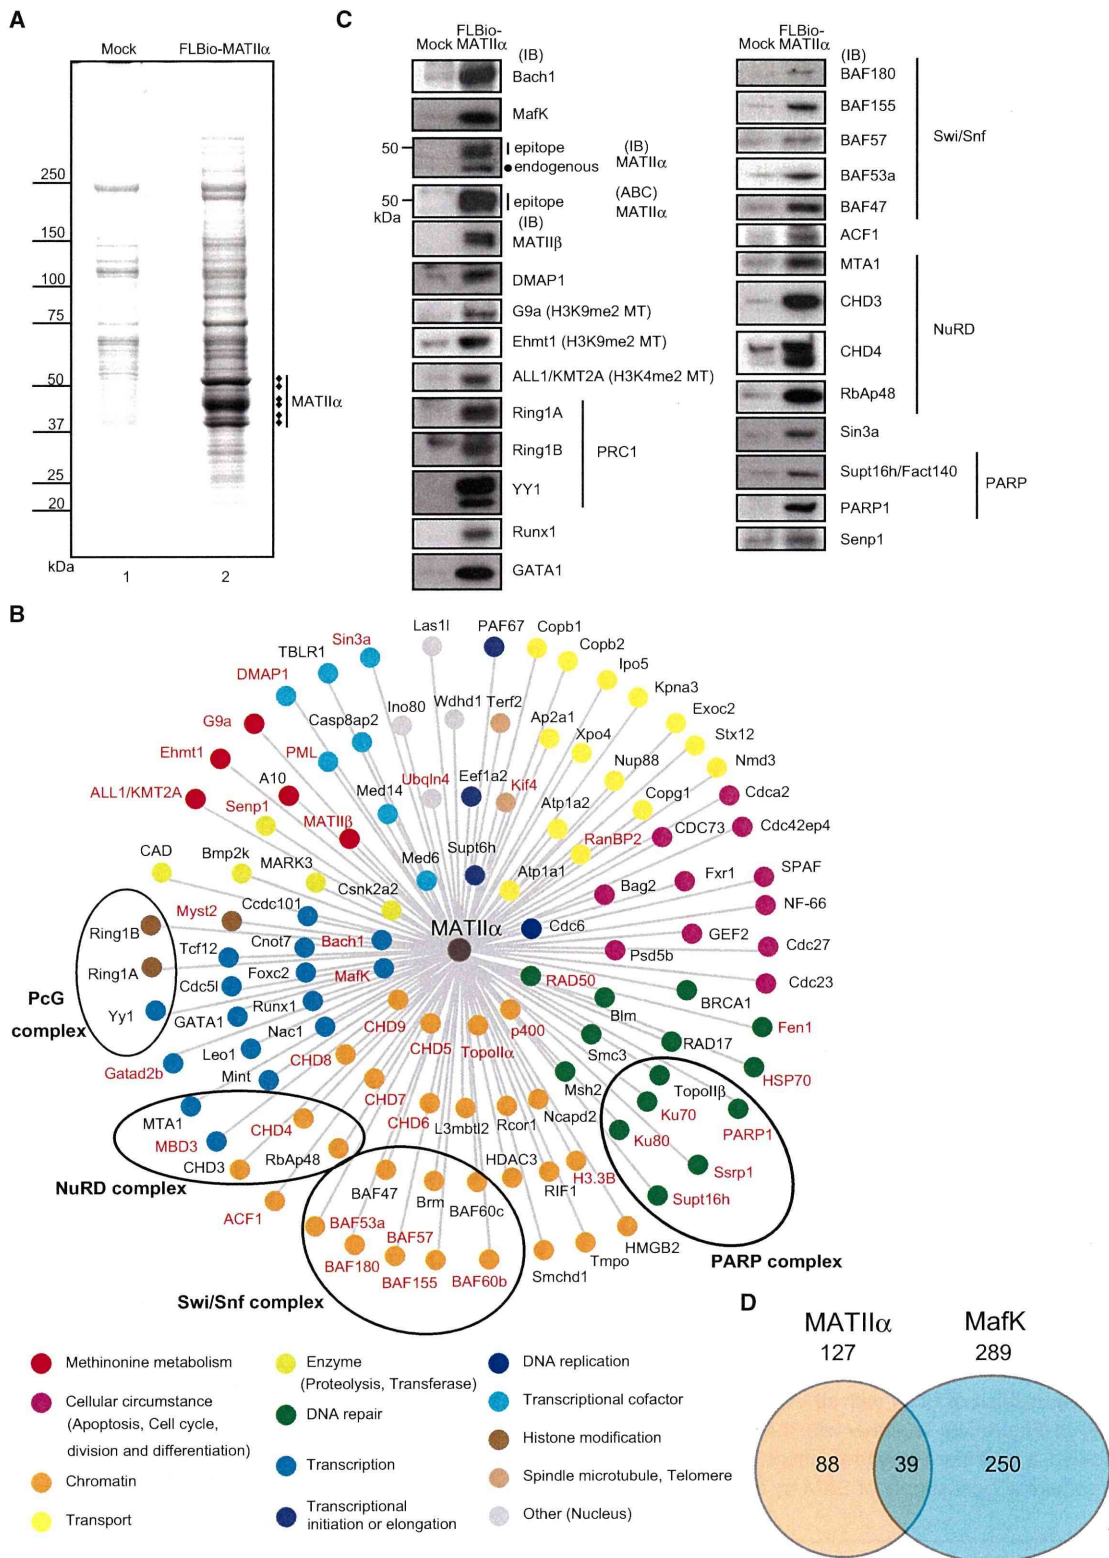 A
Mock
FLBio-MATIIα
250
150
100
75
50
37
25
20
kDa
1
2
MATIIα
C
Mock
FLBio-
MATIIα
(IB)
Bach1
MafK
50
epitope
(IB)
endogenous
MATIIα
50
kDa
epitope
(ABC)
MATIIα
(IB)
MATIIβ
DMAP1
G9a (H3K9me2 MT)
Ehmt1 (H3K9me2 MT)
ALL1/KMT2A (H3K4me2 MT)
Ring1A
Ring1B
PRC1
YY1
Runx1
GATA1
Mock
FLBio-
MATIIα
(IB)
BAF180
BAF155
Swi/Snf
BAF57
BAF53a
BAF47
ACF1
MTA1
CHD3
NuRD
CHD4
RbAp48
Sin3a
Supt16h/Fact140
PARP
PARP1
Senp1
B
Las1l
PAF67
Copb1
Copb2
Ipo5
Kpna3
Exoc2
Stx12
Nmd3
Sin3a
TBLR1
DMAP1
G9a
Ehmt1
ALL1/KMT2A
Ino80
Wdhd1
Terf2
Ap2a1
Xpo4
Nup88
Copg1
Casp8ap2
PML
A10
Senp1
MATIIβ
Med14
Ubqln4
Eef1a2
Kif4
Atp1a2
RanBP2
Cdca2
CDC73
Cdc42ep4
CAD
Bmp2k
MARK3
Csnk2a2
Med6
Supt6h
Atp1a1
Bag2
Fxr1
SPAF
NF-66
MATIIα
Cdc6
GEF2
Psd5b
Cdc27
Cdc23
Ring1B
Ring1A
Yy1
PcG
complex
Myst2
Ccdc101
Tcf12
Cnot7
Bach1
Cdc5l
Foxc2
MafK
GATA1
Runx1
Nac1
Leo1
Gatad2b
Mint
CHD9
CHD5
TopoIIα
p400
RAD50
Blm
BRCA1
Fen1
Smc3
RAD17
HSP70
Msh2
CHD8
CHD7
CHD6
L3mbtl2
Rcor1
Ncapd2
MTA1
MBD3
CHD4
CHD3
RbAp48
NuRD complex
ACF1
TopoIIβ
Ku70
PARP1
Ku80
Ssrp1
Supt16h
PARP complex
BAF47
Brm
BAF60c
HDAC3
RIF1
H3.3B
BAF53a
BAF57
BAF180
BAF155
BAF60b
Swi/Snf complex
Smchd1
Tmpo
HMGB2
Methinonine metabolism
Cellular circumstance
(Apoptosis, Cell cycle,
division and differentiation)
Chromatin
Transport
Enzyme
(Proteolysis, Transferase)
DNA repair
Transcription
Transcriptional
initiation or elongation
DNA replication
Transcriptional cofactor
Histone modification
Spindle microtubule, Telomere
Other (Nucleus)
D
MATIIα
MafK
127
289
88
39
250